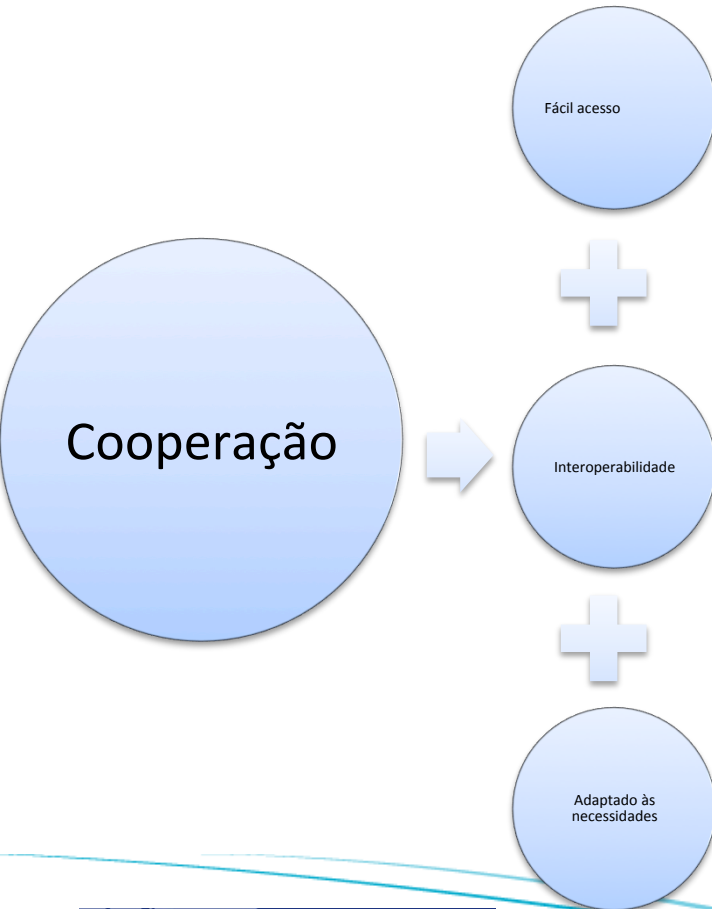 Fácil acesso
Cooperação
Interoperabilidade
Adaptado às
necessidades